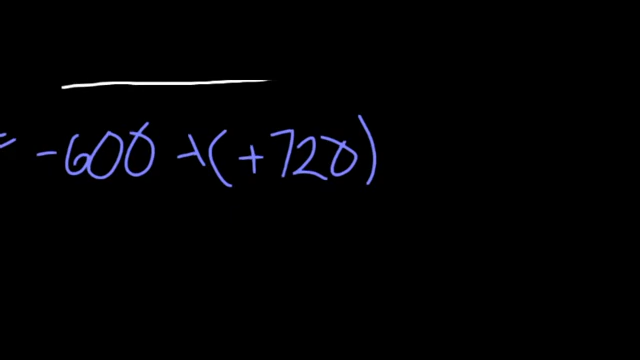 = -600 + (+720)